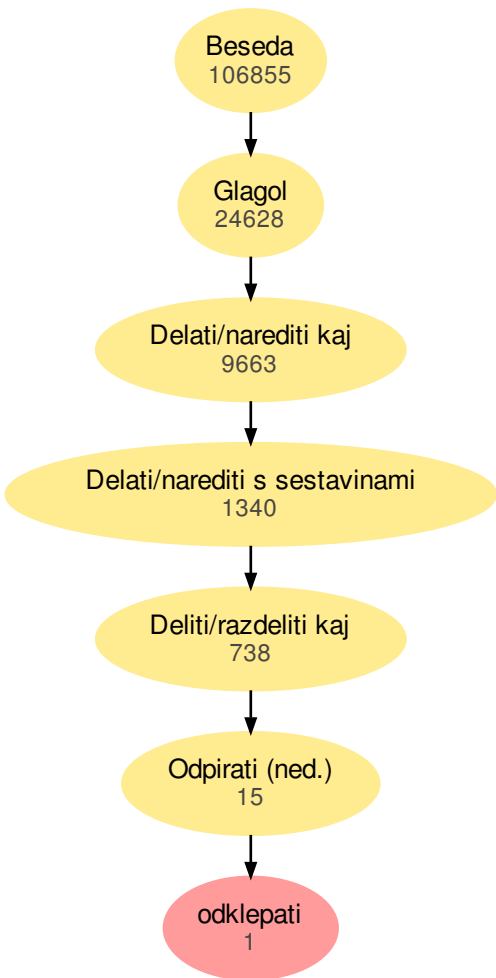 Beseda
106855
Glagol
24628
Delati/narediti kaj
9663
Delati/narediti s sestavinami
1340
Deliti/razdeliti kaj
738
Odpirati (ned.)
15
odklepati
1